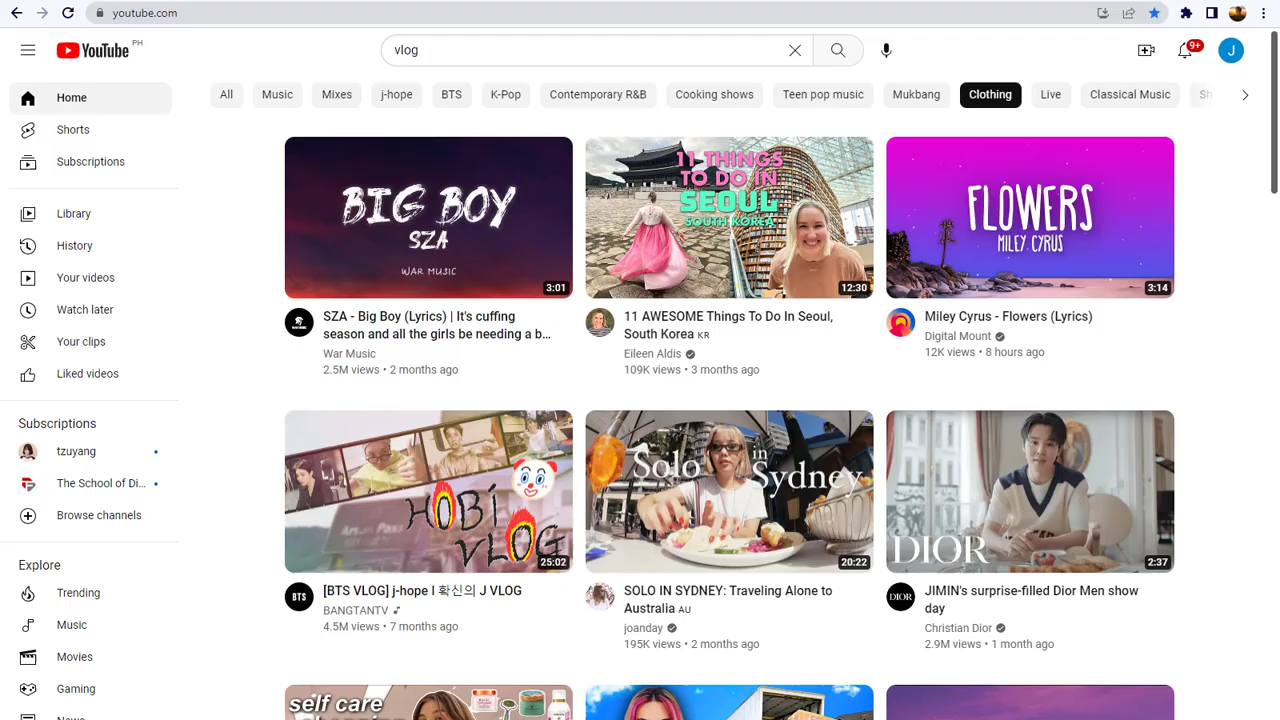 youtube.com
YouTube PH
vlog
9+
J
Home
Shorts
Subscriptions
Library
History
Your videos
Watch later
Your clips
Liked videos
Subscriptions
tzuyang
The School of Di...
Browse channels
Explore
Trending
Music
Movies
Gaming
All Music Mixes j-hope BTS K-Pop Contemporary R&B Cooking shows Teen pop music Mukbang Clothing Live Classical Music
BIG BOY
SZA
WAR MUSIC
3:01
SZA - Big Boy (Lyrics) | It's cuffing
season and all the girls be needing a b...
War Music
2.5M views • 2 months ago
11 THINGS
TO DO IN
SEOUL
SOUTH KOREA
12:30
11 AWESOME Things To Do In Seoul,
South Korea KR
Eileen Aldis
109K views • 3 months ago
FLOWERS
MILEY CYRUS
3:14
Miley Cyrus - Flowers (Lyrics)
Digital Mount
12K views • 8 hours ago
HOBI
VLOG
25:02
BTS
[BTS VLOG] j-hope l 확신의 J VLOG
BANGTANTV
4.5M views • 7 months ago
Solo in
Sydney
20:22
SOLO IN SYDNEY: Traveling Alone to
Australia AU
joanday
195K views • 2 months ago
DIOR
2:37
DIOR
JIMIN's surprise-filled Dior Men show
day
Christian Dior
2.9M views • 1 month ago
self care